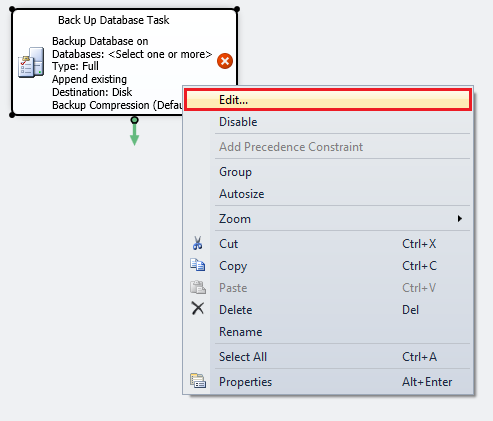 Back Up Database Task
Backup Database on
Databases: <Select one or more>
Type: Full
Append existing
Destination: Disk
Backup Compression (Defau
Edit...
Disable
Add Precedence Constraint
Group
Autosize
Zoom
Cut Ctrl+X
Copy Ctrl+C
Paste Ctrl+V
Delete Del
Rename
Select All Ctrl+A
Properties Alt+Enter